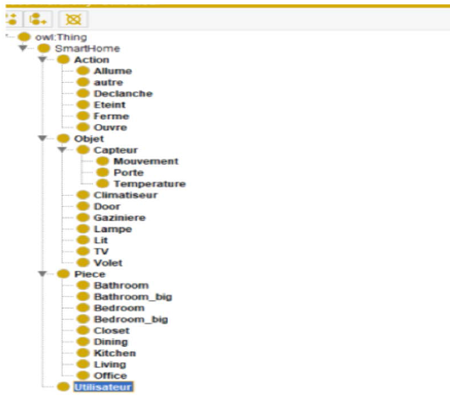 owl:Thing
SmartHome
Action
Allume
autre
Declanche
Eteint
Ferme
Ouvre
Objet
Capteur
Mouvement
Porte
Temperature
Climatiseur
Door
Gaziniere
Lampe
Lit
TV
Volet
Piece
Bathroom
Bathroom_big
Bedroom
Bedroom_big
Closet
Dining
Kitchen
Living
Office
Utilisateur